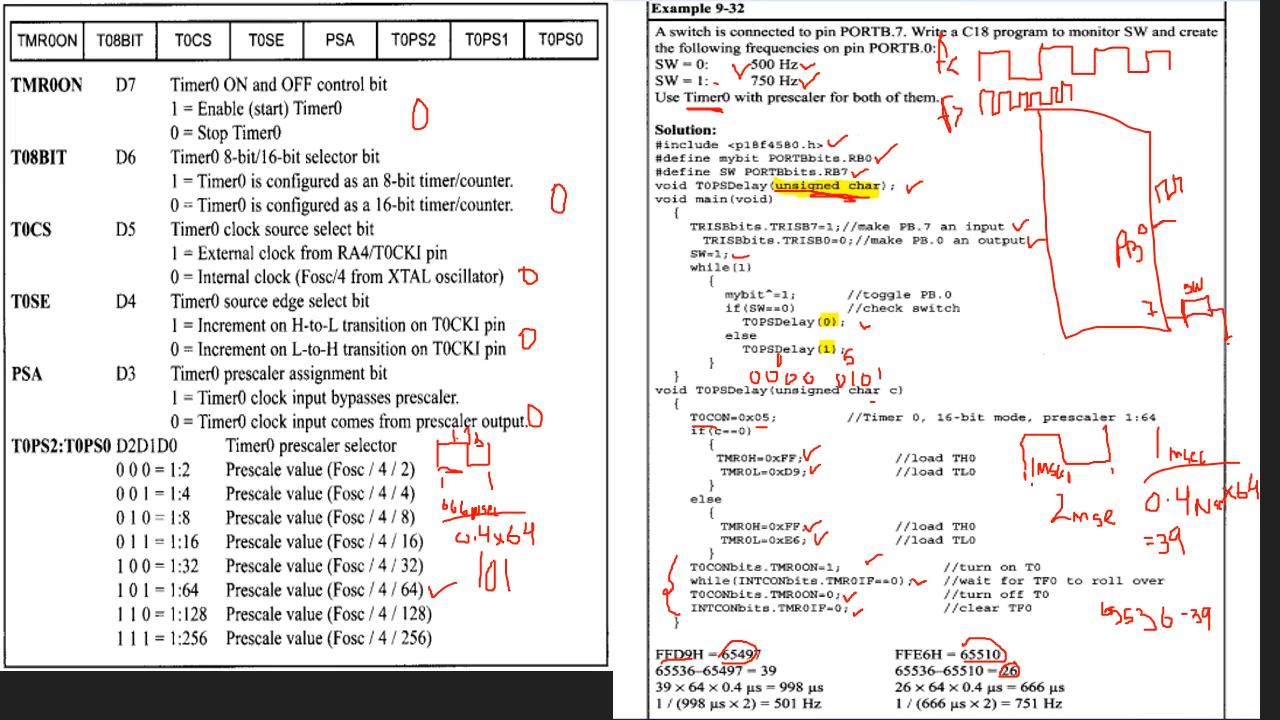 TMR0ON T08BIT T0CS T0SE PSA T0PS2 T0PS1 T0PS0
TMR0ON D7 Timer0 ON and OFF control bit
1 = Enable (start) Timer0
0 = Stop Timer0
0
T08BIT D6 Timer0 8-bit/16-bit selector bit
1 = Timer0 is configured as an 8-bit timer/counter.
0 = Timer0 is configured as a 16-bit timer/counter.
0
T0CS D5 Timer0 clock source select bit
1 = External clock from RA4/T0CKI pin
0 = Internal clock (Fosc/4 from XTAL oscillator)
0
T0SE D4 Timer0 source edge select bit
1 = Increment on H-to-L transition on T0CKI pin
0 = Increment on L-to-H transition on T0CKI pin
0
PSA D3 Timer0 prescaler assignment bit
1 = Timer0 clock input bypasses prescaler.
0 = Timer0 clock input comes from prescaler output.
0
T0PS2:T0PS0 D2D1D0 Timer0 prescaler selector
0 0 0 = 1:2 Prescale value (Fosc / 4 / 2)
0 0 1 = 1:4 Prescale value (Fosc / 4 / 4)
0 1 0 = 1:8 Prescale value (Fosc / 4 / 8)
0 1 1 = 1:16 Prescale value (Fosc / 4 / 16)
1 0 0 = 1:32 Prescale value (Fosc / 4 / 32)
1 0 1 = 1:64 Prescale value (Fosc / 4 / 64)
1 1 0 = 1:128 Prescale value (Fosc / 4 / 128)
1 1 1 = 1:256 Prescale value (Fosc / 4 / 256)
0.4x64
101
Example 9-32
A switch is connected to pin PORTB.7. Write a C18 program to monitor SW and create
the following frequencies on pin PORTB.0:
SW = 0: 500 Hz
SW = 1: 750 Hz
Use Timer0 with prescaler for both of them.
Solution:
#include <p18f4580.h>
#define mybit PORTBbits.RB0
#define SW PORTBbits.RB7
void T0PSDelay(unsigned char);
void main(void)
{
TRISBbits.TRISB7=1;//make PB.7 an input
TRISBbits.TRISB0=0;//make PB.0 an output
SW=1;
while(1)
{
mybit^=1; //toggle PB.0
if(SW==0) //check switch
T0PSDelay(0);
else
T0PSDelay(1);
}
}
0000 0101
void T0PSDelay(unsigned char c)
{
T0CON=0x05; //Timer 0, 16-bit mode, prescaler 1:64
if(c==0)
{
TMR0H=0xFF; //load TH0
TMR0L=0xD9; //load TL0
}
else
{
TMR0H=0xFF; //load TH0
TMR0L=0xE6; //load TL0
}
T0CONbits.TMR0ON=1; //turn on T0
while(INTCONbits.TMR0IF==0); //wait for TF0 to roll over
T0CONbits.TMR0ON=0; //turn off T0
INTCONbits.TMR0IF=0; //clear TF0
}
FFD9H = 65497
65536–65497 = 39
39 × 64 × 0.4 µs = 998 µs
1 / (998 µs × 2) = 501 Hz
FFE6H = 65510
65536–65510 = 26
26 × 64 × 0.4 µs = 666 µs
1 / (666 µs × 2) = 751 Hz
PB
0
7
SW
=39
65536-39